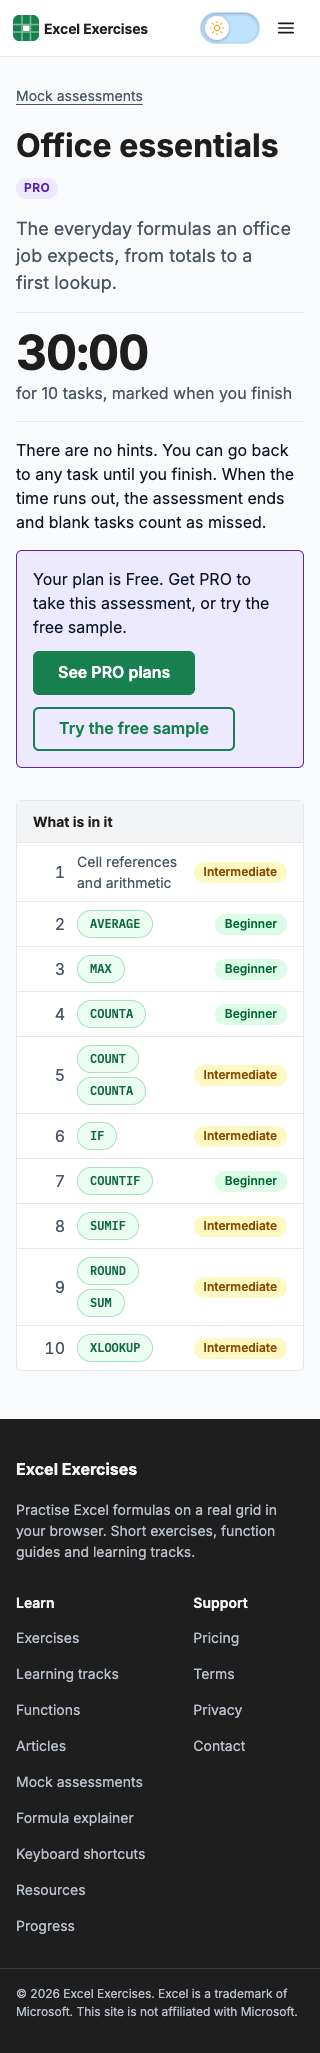 Excel Exercises
Mock assessments
Office essentials
PRO
The everyday formulas an office
job expects, from totals to a
first lookup.
30:00
for 10 tasks, marked when you finish
There are no hints. You can go back
to any task until you finish. When the
time runs out, the assessment ends
and blank tasks count as missed.
Your plan is Free. Get PRO to
take this assessment, or try the
free sample.
See PRO plans
Try the free sample
What is in it
1 Cell references
and arithmetic Intermediate
2 AVERAGE Beginner
3 MAX Beginner
4 COUNTA Beginner
5 COUNT
COUNTA Intermediate
6 IF Intermediate
7 COUNTIF Beginner
8 SUMIF Intermediate
9 ROUND
SUM Intermediate
10 XLOOKUP Intermediate
Excel Exercises
Practise Excel formulas on a real grid in
your browser. Short exercises, function
guides and learning tracks.
Learn
Exercises
Learning tracks
Functions
Articles
Mock assessments
Formula explainer
Keyboard shortcuts
Resources
Progress
Support
Pricing
Terms
Privacy
Contact
© 2026 Excel Exercises. Excel is a trademark of
Microsoft. This site is not affiliated with Microsoft.